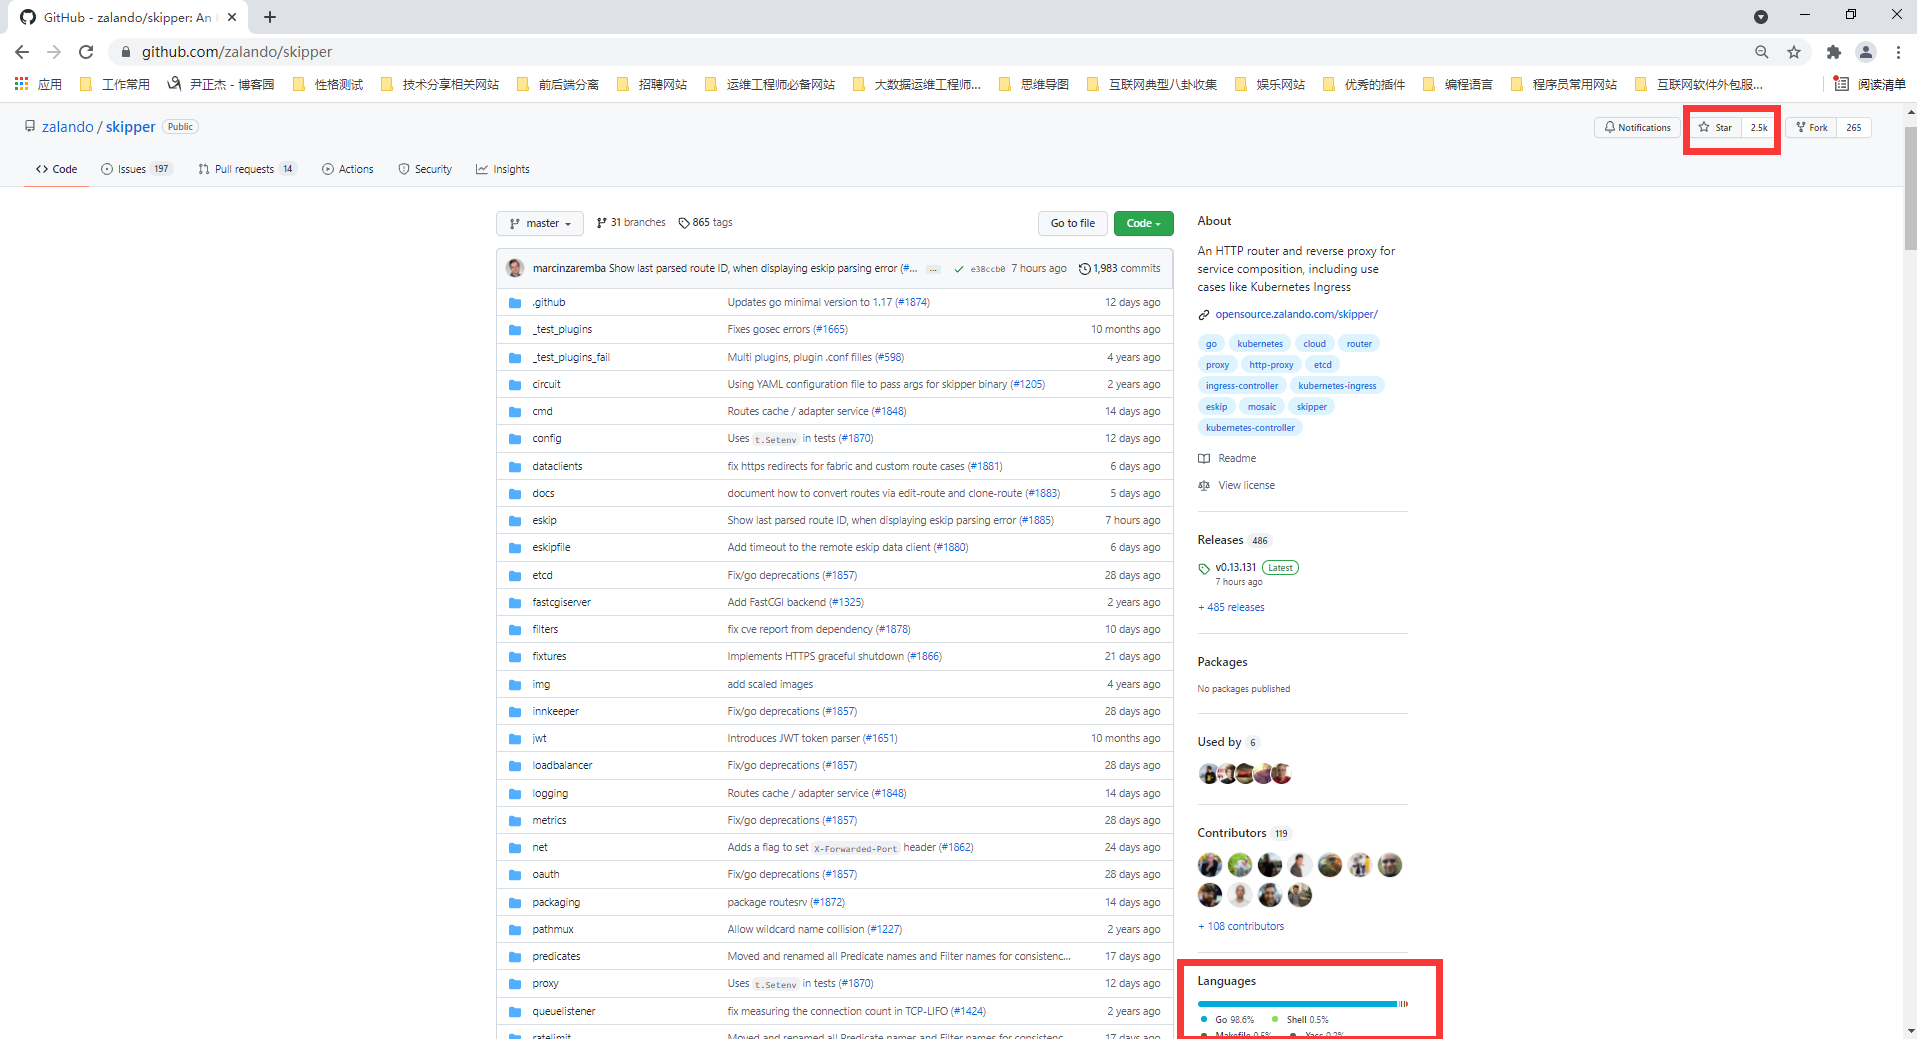 GitHub - zalando/skipper: An
github.com/zalando/skipper
应用 工作常用 尹正杰 - 博客园 性格测试 技术分享相关网站 前后端分离 招聘网站 运维工程师必备网站 大数据运维工程师... 思维导图 互联网典型八卦收集 娱乐网站 优秀的插件 编程语言 程序员常用网站 互联网软件外包服... 阅读清单
zalando / skipper Public
Notifications Star 2.5k Fork 265
Code Issues 197 Pull requests 14 Actions Security Insights
master 31 branches 865 tags Go to file Code
marcinzaremba Show last parsed route ID, when displaying eskip parsing error (#... ... e38ccb0 7 hours ago 1,983 commits
.github Updates go minimal version to 1.17 (#1874) 12 days ago
_test_plugins Fixes gosec errors (#1665) 10 months ago
_test_plugins_fail Multi plugins, plugin .conf filles (#598) 4 years ago
circuit Using YAML configuration file to pass args for skipper binary (#1205) 2 years ago
cmd Routes cache / adapter service (#1848) 14 days ago
config Uses t.Setenv in tests (#1870) 12 days ago
dataclients fix https redirects for fabric and custom route cases (#1881) 6 days ago
docs document how to convert routes via edit-route and clone-route (#1883) 5 days ago
eskip Show last parsed route ID, when displaying eskip parsing error (#1885) 7 hours ago
eskipfile Add timeout to the remote eskip data client (#1880) 6 days ago
etcd Fix/go deprecations (#1857) 28 days ago
fastcgiserver Add FastCGI backend (#1325) 2 years ago
filters fix cve report from dependency (#1878) 10 days ago
fixtures Implements HTTPS graceful shutdown (#1866) 21 days ago
img add scaled images 4 years ago
innkeeper Fix/go deprecations (#1857) 28 days ago
jwt Introduces JWT token parser (#1651) 10 months ago
loadbalancer Fix/go deprecations (#1857) 28 days ago
logging Routes cache / adapter service (#1848) 14 days ago
metrics Fix/go deprecations (#1857) 28 days ago
net Adds a flag to set X-Forwarded-Port header (#1862) 24 days ago
oauth Fix/go deprecations (#1857) 28 days ago
packaging package routesrv (#1872) 14 days ago
pathmux Allow wildcard name collision (#1227) 2 years ago
predicates Moved and renamed all Predicate names and Filter names for consistenc... 17 days ago
proxy Uses t.Setenv in tests (#1870) 12 days ago
queuelistener fix measuring the connection count in TCP-LIFO (#1424) 2 years ago
ratelimit Moved and renamed all Predicate names and Filter names for consistenc... 17 days ago
About
An HTTP router and reverse proxy for
service composition, including use
cases like Kubernetes Ingress
opensource.zalando.com/skipper/
go kubernetes cloud router
proxy http-proxy etcd
ingress-controller kubernetes-ingress
eskip mosaic skipper
kubernetes-controller
Readme
View license
Releases 486
v0.13.131 Latest
7 hours ago
+ 485 releases
Packages
No packages published
Used by 6
Contributors 119
+ 108 contributors
Languages
Go 98.6% Shell 0.5%
Makefile 0.5% Yacc 0.2%